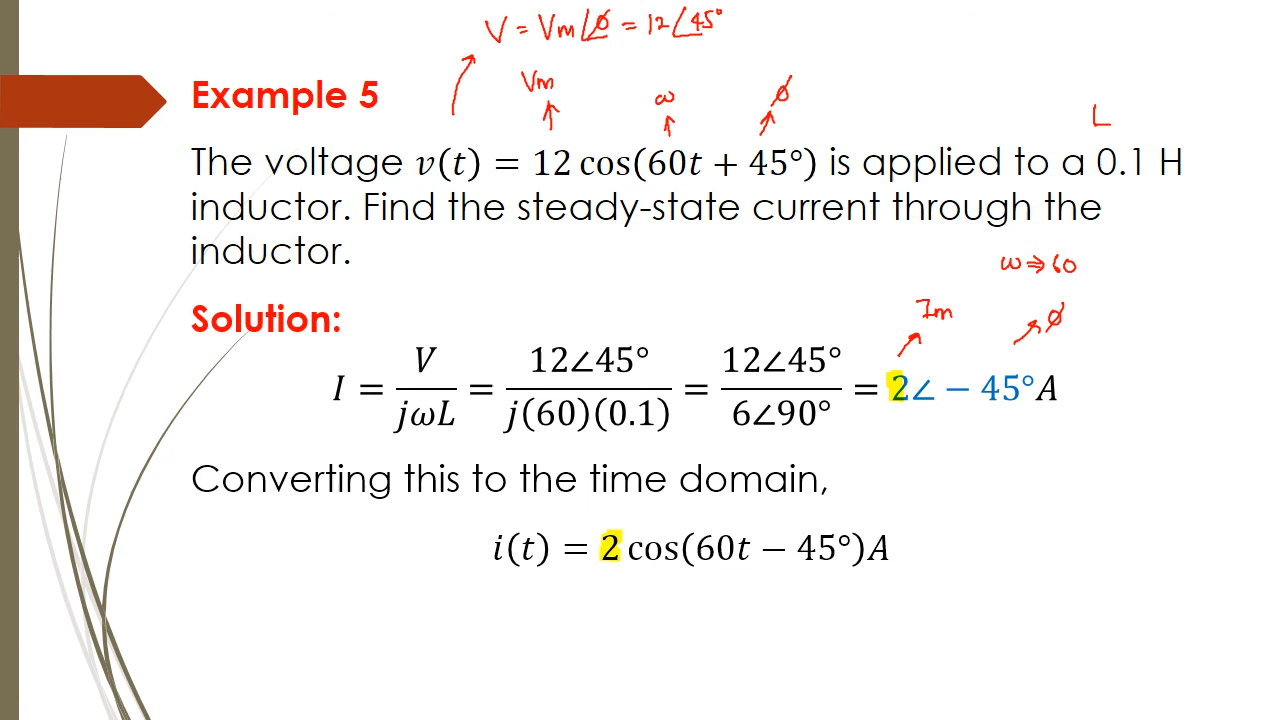 V = Vm∠ϕ = 12∠45°
Vm
ω
ϕ
Example 5
L
The voltage v(t) = 12 cos(60t + 45°) is applied to a 0.1 H
inductor. Find the steady-state current through the
inductor.
ω ⇒ 60
Solution:
Im
ϕ
I = V/jωL = 12∠45°/j(60)(0.1) = 12∠45°/6∠90° = 2∠ − 45°A
Converting this to the time domain,
i(t) = 2 cos(60t − 45°)A